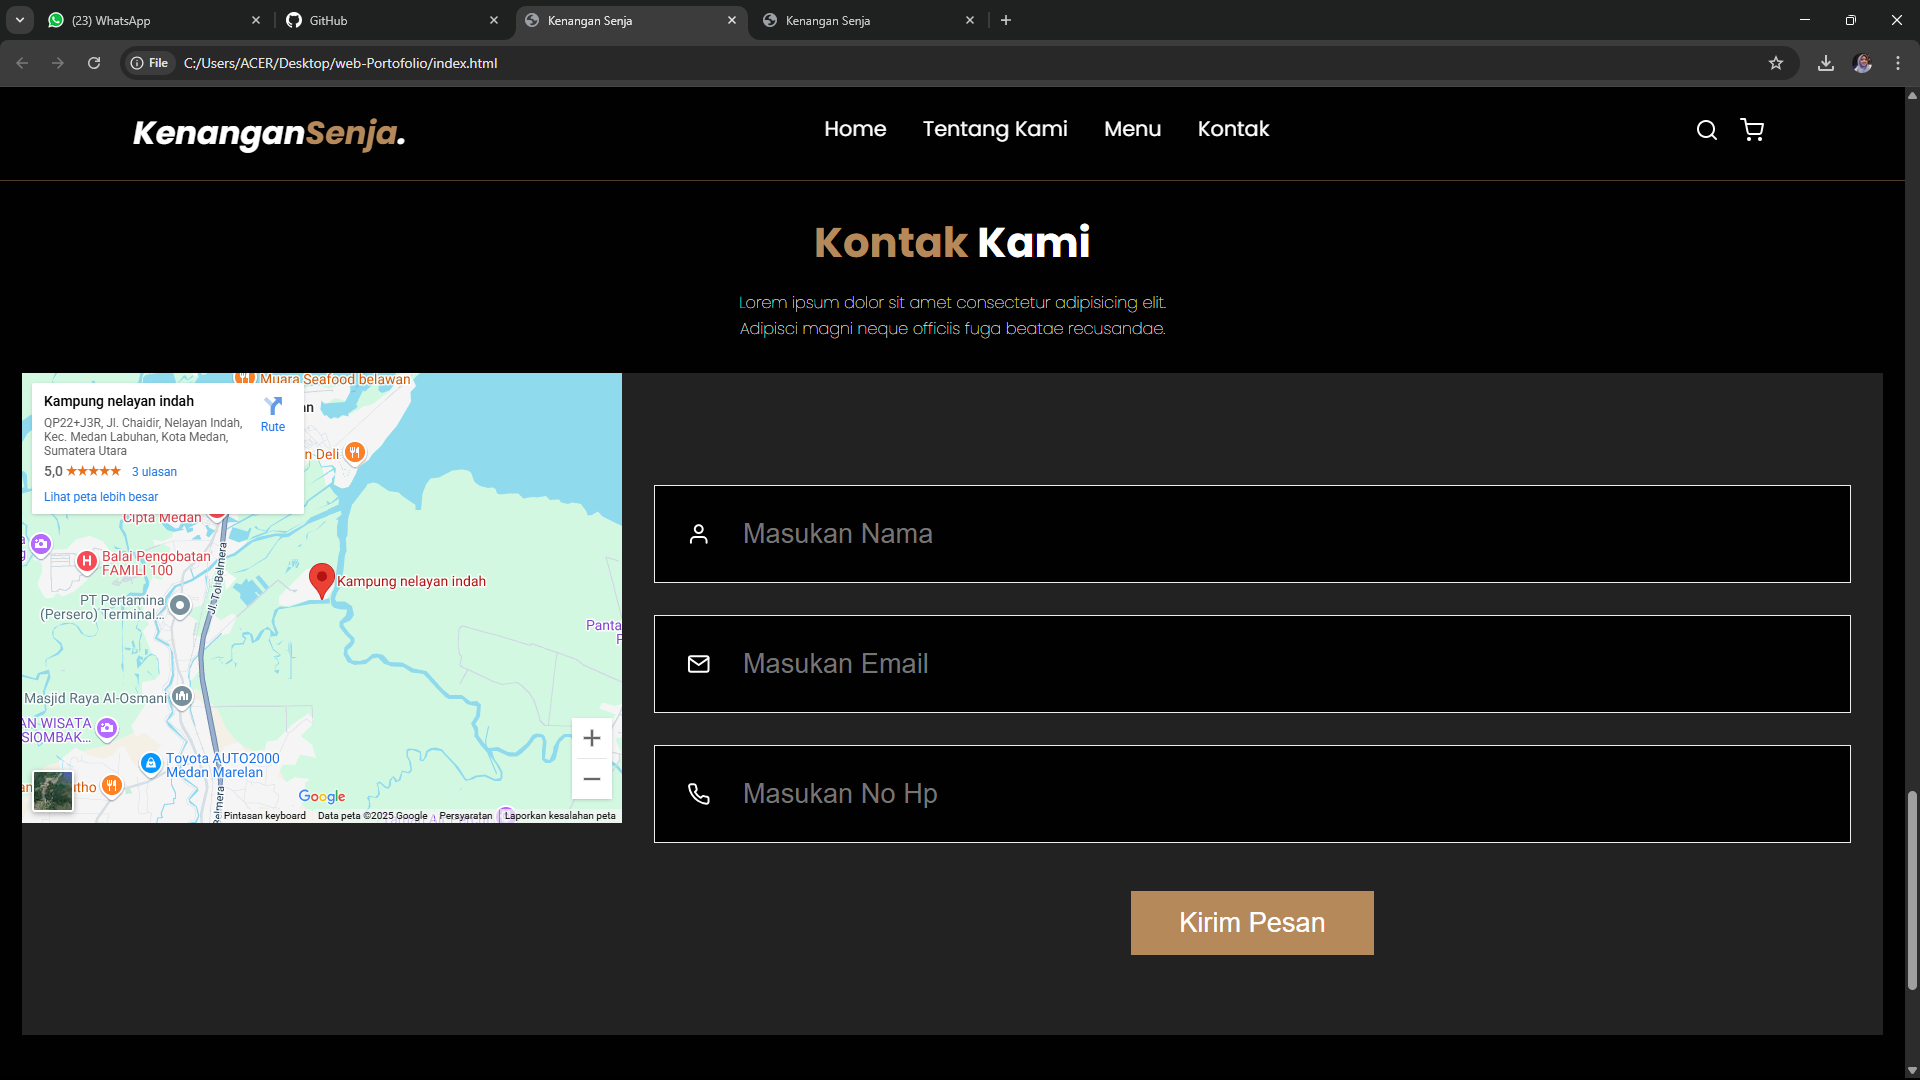 (23) WhatsApp
GitHub
Kenangan Senja
Kenangan Senja
File
C:/Users/ACER/Desktop/web-Portofolio/index.html
KenanganSenja.
Home
Tentang Kami
Menu
Kontak
Kontak Kami
Lorem ipsum dolor sit amet consectetur adipisicing elit.
Adipisci magni neque officiis fuga beatae recusandae.
Muara Seafood belawan
Kampung nelayan indah
QP22+J3R, Jl. Chaidir, Nelayan Indah,
Kec. Medan Labuhan, Kota Medan,
Sumatera Utara
Rute
5,0
3 ulasan
Lihat peta lebih besar
an
n Deli
Cipta Medan
Balai Pengobatan
FAMILI 100
Jl. Tol Belmera
Kampung nelayan indah
PT Pertamina
(Persero) Terminal...
Panta
Masjid Raya Al-Osmani
AN WISATA
SIOMBAK...
Toyota AUTO2000
Medan Marelan
utho
Belmera
Google
Pintasan keyboard
Data peta ©2025 Google
Persyaratan
Laporkan kesalahan peta
Masukan Nama
Masukan Email
Masukan No Hp
Kirim Pesan